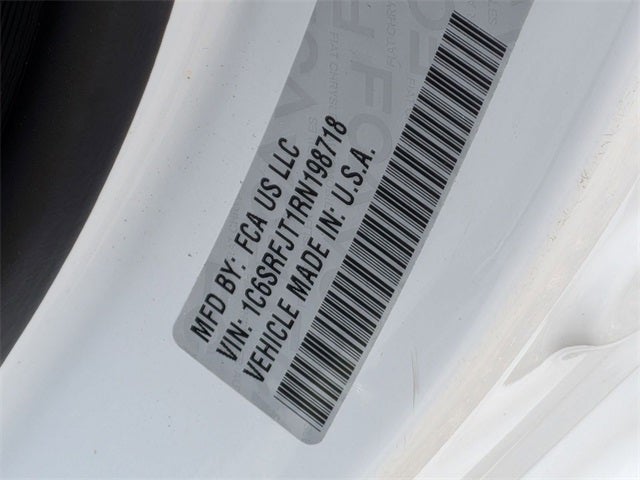 MFD BY: FCA US LLC
VIN: 1C6SRFJT1RN198718
VEHICLE MADE IN: U.S.A.